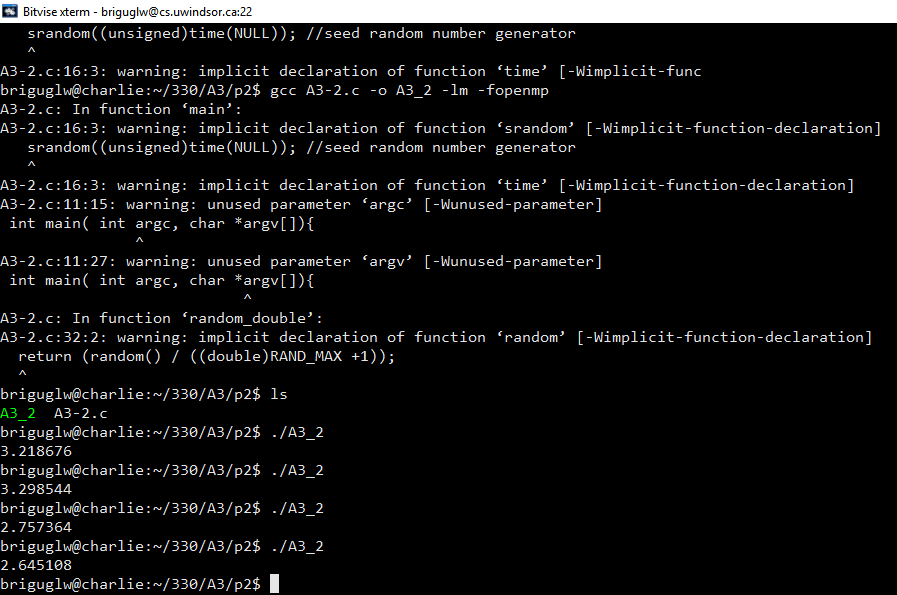 Bitvise xterm - briguglw@cs.uwindsor.ca:22
srandom((unsigned)time(NULL)); //seed random number generator
^
A3-2.c:16:3: warning: implicit declaration of function ‘time’ [-Wimplicit-func
briguglw@charlie:~/330/A3/p2$ gcc A3-2.c -o A3_2 -lm -fopenmp
A3-2.c: In function ‘main’:
A3-2.c:16:3: warning: implicit declaration of function ‘srandom’ [-Wimplicit-function-declaration]
srandom((unsigned)time(NULL)); //seed random number generator
^
A3-2.c:16:3: warning: implicit declaration of function ‘time’ [-Wimplicit-function-declaration]
A3-2.c:11:15: warning: unused parameter ‘argc’ [-Wunused-parameter]
int main( int argc, char *argv[]){
^
A3-2.c:11:27: warning: unused parameter ‘argv’ [-Wunused-parameter]
int main( int argc, char *argv[]){
^
A3-2.c: In function ‘random_double’:
A3-2.c:32:2: warning: implicit declaration of function ‘random’ [-Wimplicit-function-declaration]
return (random() / ((double)RAND_MAX +1));
^
briguglw@charlie:~/330/A3/p2$ ls
A3_2  A3-2.c
briguglw@charlie:~/330/A3/p2$ ./A3_2
3.218676
briguglw@charlie:~/330/A3/p2$ ./A3_2
3.298544
briguglw@charlie:~/330/A3/p2$ ./A3_2
2.757364
briguglw@charlie:~/330/A3/p2$ ./A3_2
2.645108
briguglw@charlie:~/330/A3/p2$